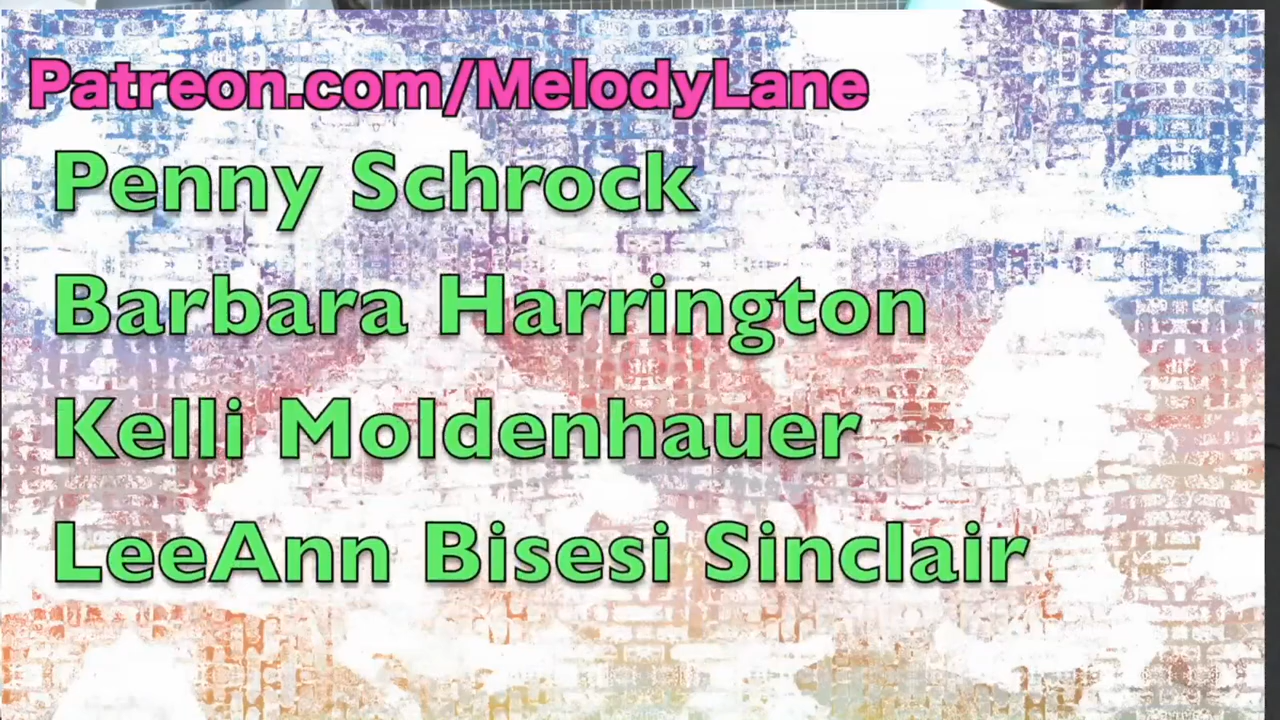 Patreon.com/MelodyLane
Penny Schrock
Barbara Harrington
Kelli Moldenhauer
LeeAnn Bisesi Sinclair